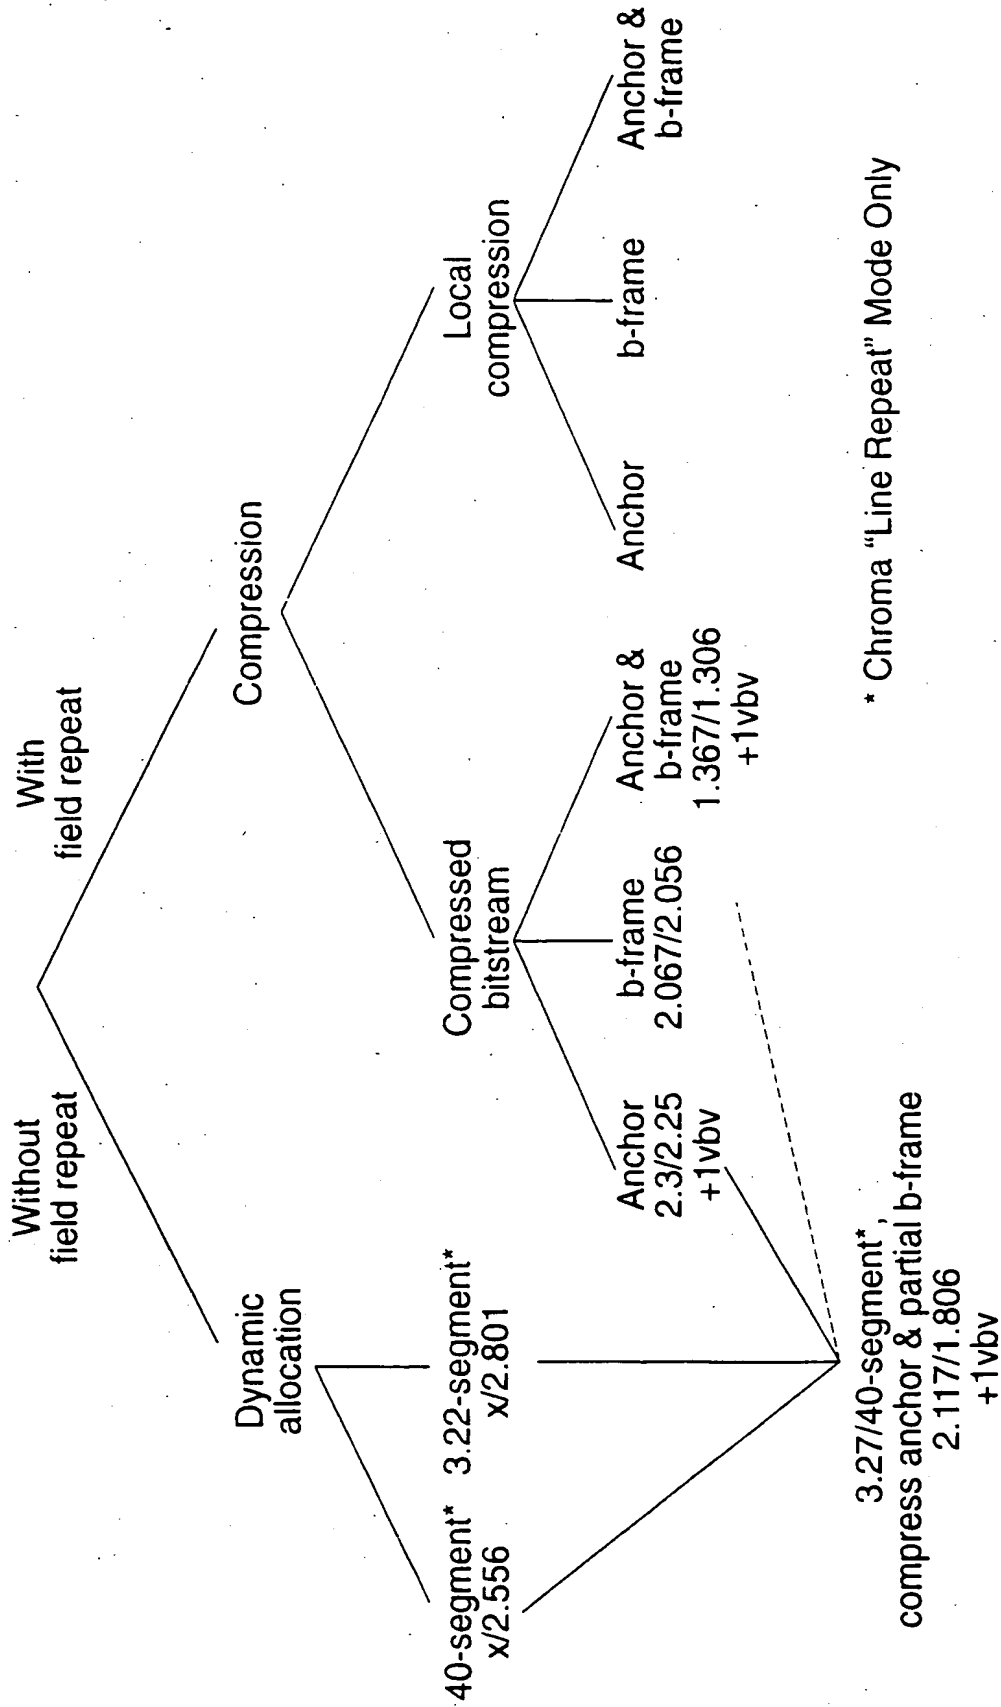 Without
field repeat
With
field repeat
Dynamic
allocation
Compression
40-segment*
x/2.556
3.22-segment*
x/2.801
Compressed
bitstream
Local
compression
Anchor
2.3/2.25
+1vbv
b-frame
2.067/2.056
Anchor &
b-frame
1.367/1.306
+1vbv
Anchor
b-frame
Anchor &
b-frame
3.27/40-segment*,
compress anchor & partial b-frame
2.117/1.806
+1vbv
* Chroma “Line Repeat” Mode Only